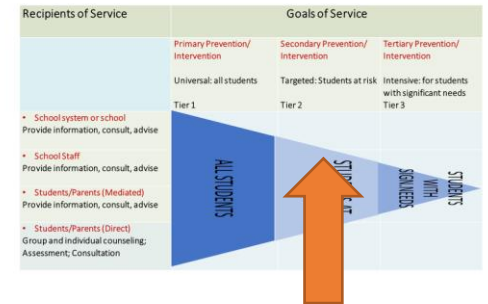 Recipients of Service
Goals of Service
Primary Prevention/
Intervention
Universal: all students
Tier 1
Secondary Prevention/
Intervention
Targeted: Students at risk
Tier 2
Tertiary Prevention/
Intervention
Intensive: for students
with significant needs
Tier 3
• School system or school
Provide information, consult, advise
• School Staff
Provide information, consult, advise
• Students/Parents (Mediated)
Provide information, consult, advise
• Students/Parents (Direct)
Group and individual counseling;
Assessment; Consultation
ALL STUDENTS
AT
STUDENTS
WITH
SIGN NEEDS